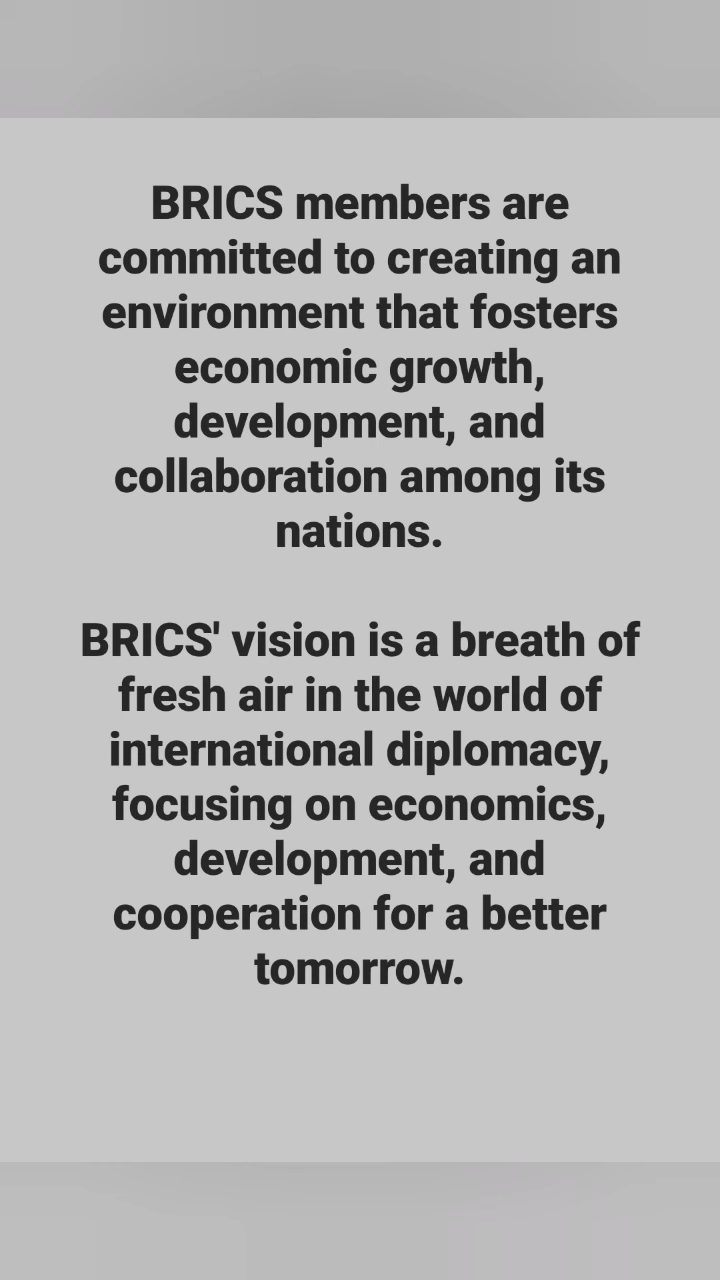 BRICS members are
committed to creating an
environment that fosters
economic growth,
development, and
collaboration among its
nations.
BRICS' vision is a breath of
fresh air in the world of
international diplomacy,
focusing on economics,
development, and
cooperation for a better
tomorrow.